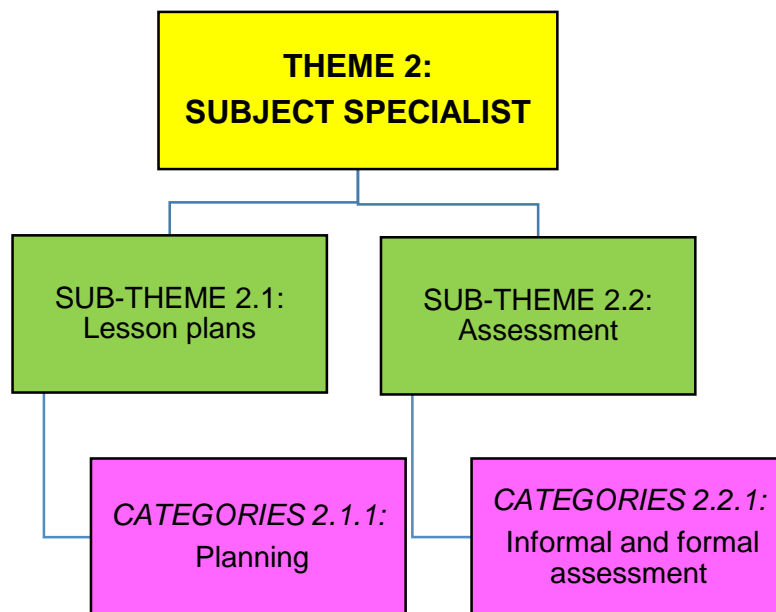 THEME 2:
SUBJECT SPECIALIST
SUB-THEME 2.1:
Lesson plans
SUB-THEME 2.2:
Assessment
CATEGORIES 2.1.1:
Planning
CATEGORIES 2.2.1:
Informal and formal
assessment